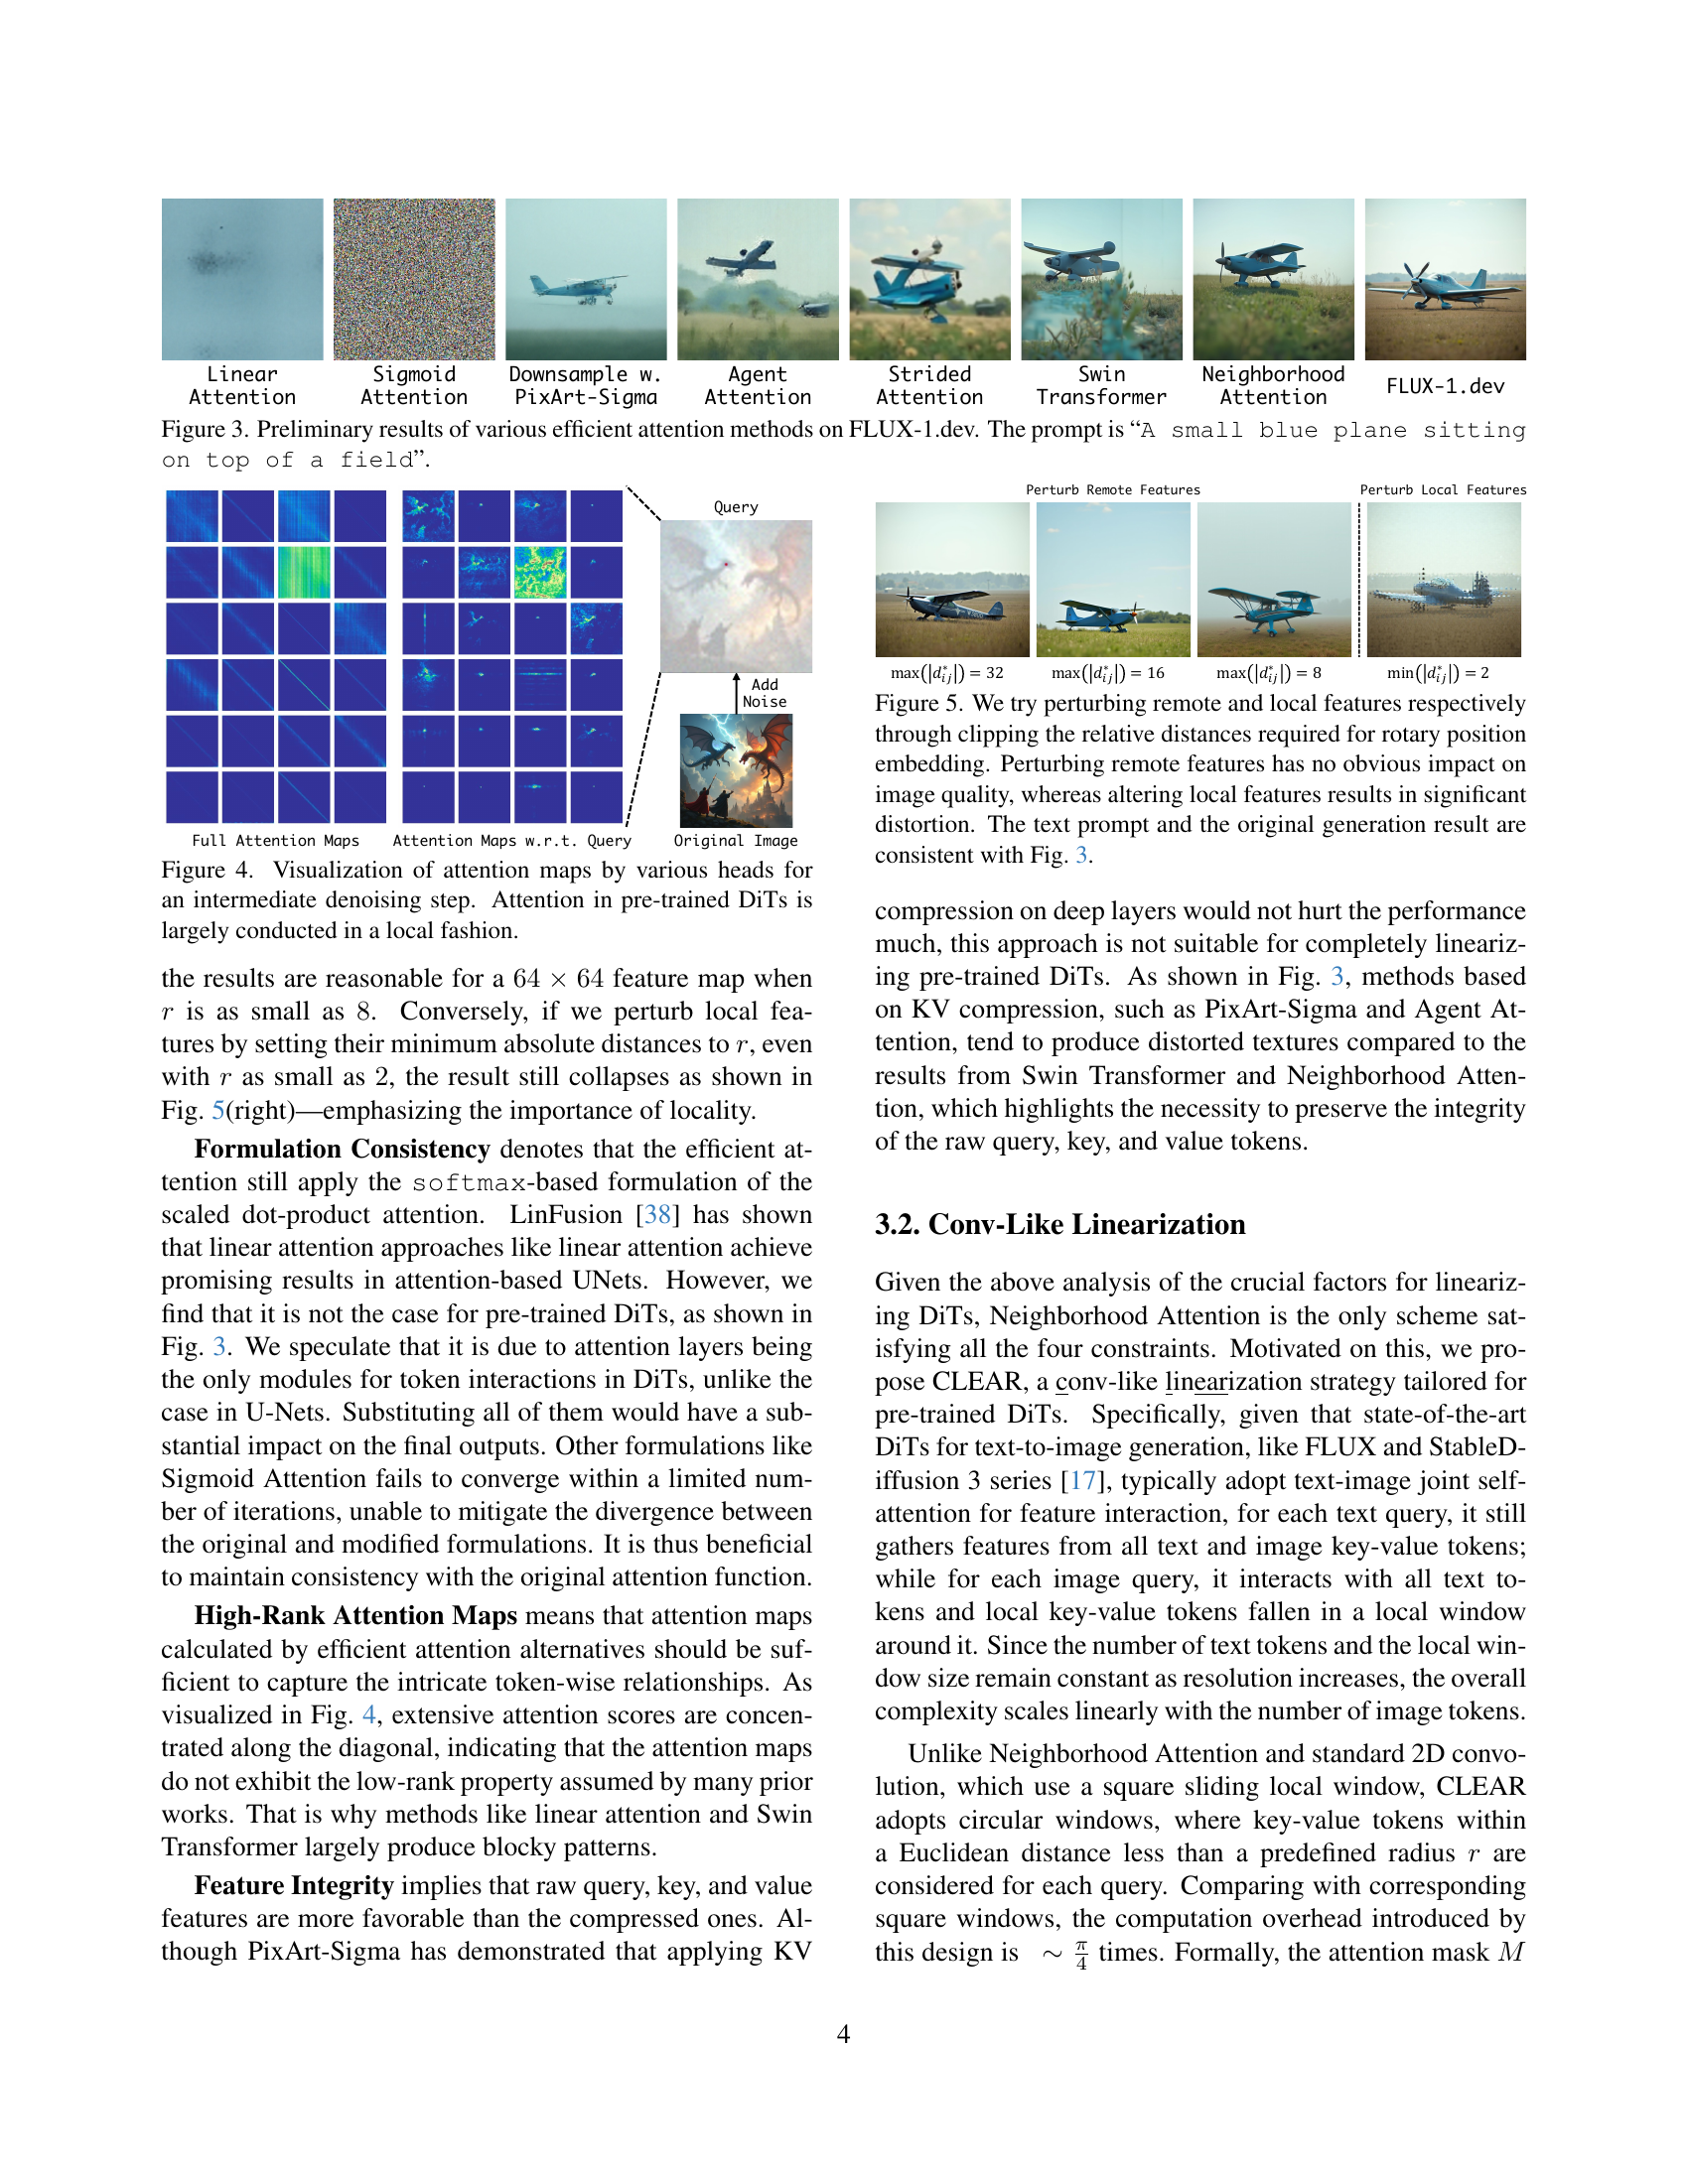 Linear
Attention
Sigmoid
Attention
Downsample w.
PixArt-Sigma
Agent
Attention
Strided
Attention
Swin
Transformer
Neighborhood
Attention
FLUX-1.dev
Figure 3. Preliminary results of various efficient attention methods on FLUX-1.dev. The prompt is “A small blue plane sitting
on top of a field”.
Query
Add
Noise
Full Attention Maps
Attention Maps w.r.t. Query
Original Image
Figure 4. Visualization of attention maps by various heads for
an intermediate denoising step. Attention in pre-trained DiTs is
largely conducted in a local fashion.
the results are reasonable for a 64 × 64 feature map when
r is as small as 8. Conversely, if we perturb local fea-
tures by setting their minimum absolute distances to r, even
with r as small as 2, the result still collapses as shown in
Fig. 5(right)—emphasizing the importance of locality.
Formulation Consistency denotes that the efficient at-
tention still apply the softmax-based formulation of the
scaled dot-product attention. LinFusion [38] has shown
that linear attention approaches like linear attention achieve
promising results in attention-based UNets. However, we
find that it is not the case for pre-trained DiTs, as shown in
Fig. 3. We speculate that it is due to attention layers being
the only modules for token interactions in DiTs, unlike the
case in U-Nets. Substituting all of them would have a sub-
stantial impact on the final outputs. Other formulations like
Sigmoid Attention fails to converge within a limited num-
ber of iterations, unable to mitigate the divergence between
the original and modified formulations. It is thus beneficial
to maintain consistency with the original attention function.
High-Rank Attention Maps means that attention maps
calculated by efficient attention alternatives should be suf-
ficient to capture the intricate token-wise relationships. As
visualized in Fig. 4, extensive attention scores are concen-
trated along the diagonal, indicating that the attention maps
do not exhibit the low-rank property assumed by many prior
works. That is why methods like linear attention and Swin
Transformer largely produce blocky patterns.
Feature Integrity implies that raw query, key, and value
features are more favorable than the compressed ones. Al-
though PixArt-Sigma has demonstrated that applying KV
Perturb Remote Features
Perturb Local Features
max(|d*ij|) = 32
max(|d*ij|) = 16
max(|d*ij|) = 8
min(|d*ij|) = 2
Figure 5. We try perturbing remote and local features respectively
through clipping the relative distances required for rotary position
embedding. Perturbing remote features has no obvious impact on
image quality, whereas altering local features results in significant
distortion. The text prompt and the original generation result are
consistent with Fig. 3.
compression on deep layers would not hurt the performance
much, this approach is not suitable for completely lineariz-
ing pre-trained DiTs. As shown in Fig. 3, methods based
on KV compression, such as PixArt-Sigma and Agent At-
tention, tend to produce distorted textures compared to the
results from Swin Transformer and Neighborhood Atten-
tion, which highlights the necessity to preserve the integrity
of the raw query, key, and value tokens.
3.2. Conv-Like Linearization
Given the above analysis of the crucial factors for lineariz-
ing DiTs, Neighborhood Attention is the only scheme sat-
isfying all the four constraints. Motivated on this, we pro-
pose CLEAR, a conv-like linearization strategy tailored for
pre-trained DiTs. Specifically, given that state-of-the-art
DiTs for text-to-image generation, like FLUX and StableD-
iffusion 3 series [17], typically adopt text-image joint self-
attention for feature interaction, for each text query, it still
gathers features from all text and image key-value tokens;
while for each image query, it interacts with all text to-
kens and local key-value tokens fallen in a local window
around it. Since the number of text tokens and the local win-
dow size remain constant as resolution increases, the overall
complexity scales linearly with the number of image tokens.
Unlike Neighborhood Attention and standard 2D convo-
lution, which use a square sliding local window, CLEAR
adopts circular windows, where key-value tokens within
a Euclidean distance less than a predefined radius r are
considered for each query. Comparing with corresponding
square windows, the computation overhead introduced by
this design is ∼ π/4 times. Formally, the attention mask M
4